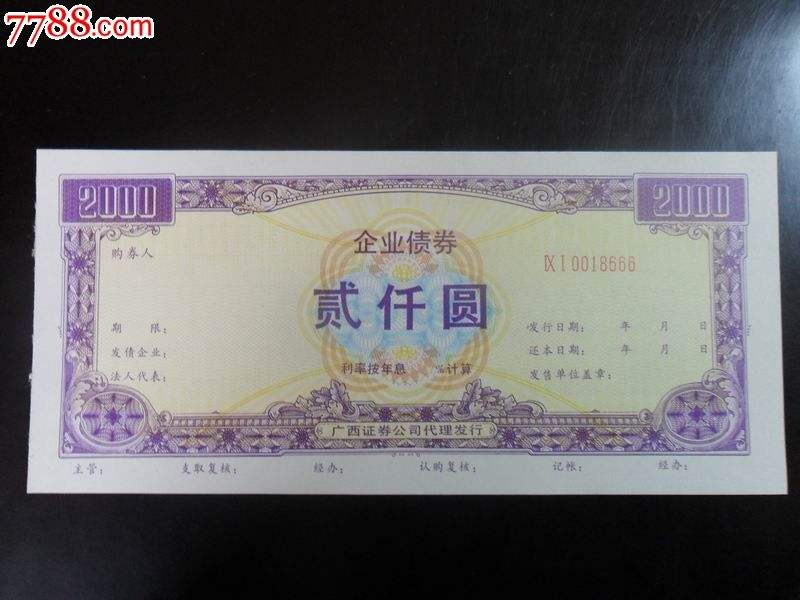 7788.com
2000 2000
企业债券
购券人
Ⅸ I 0018666
贰仟圆
期 限： 发行日期： 年 月 日
发债企业： 还本日期： 年 月 日
利率按年息 %计算
法人代表： 发售单位盖章：
广西证券公司代理发行
主管： 支取复核： 经办： 认购复核： 记帐： 经办：